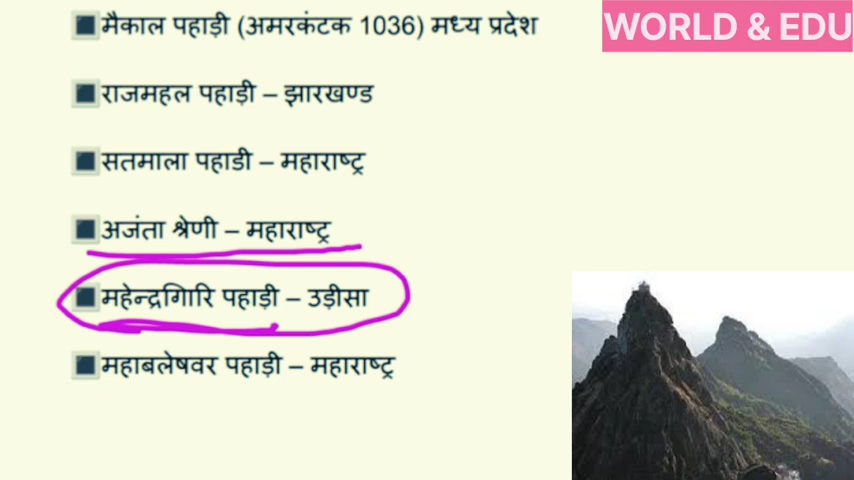 मैकाल पहाड़ी (अमरकंटक 1036) मध्य प्रदेश
WORLD & EDU
राजमहल पहाड़ी – झारखण्ड
सतमाला पहाडी – महाराष्ट्र
अजंता श्रेणी – महाराष्ट्र
महेन्द्रगिारि पहाड़ी – उड़ीसा
महाबलेषवर पहाड़ी – महाराष्ट्र